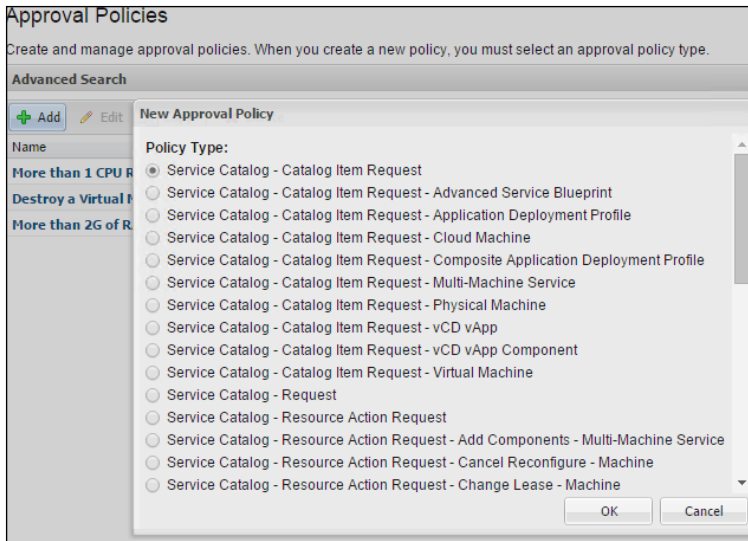 Approval Policies
Create and manage approval policies. When you create a new policy, you must select an approval policy type.
Advanced Search
Add Edit
New Approval Policy
Name
Policy Type:
More than 1 CPU R
Service Catalog - Catalog Item Request
Destroy a Virtual M
Service Catalog - Catalog Item Request - Advanced Service Blueprint
More than 2G of R
Service Catalog - Catalog Item Request - Application Deployment Profile
Service Catalog - Catalog Item Request - Cloud Machine
Service Catalog - Catalog Item Request - Composite Application Deployment Profile
Service Catalog - Catalog Item Request - Multi-Machine Service
Service Catalog - Catalog Item Request - Physical Machine
Service Catalog - Catalog Item Request - vCD vApp
Service Catalog - Catalog Item Request - vCD vApp Component
Service Catalog - Catalog Item Request - Virtual Machine
Service Catalog - Request
Service Catalog - Resource Action Request
Service Catalog - Resource Action Request - Add Components - Multi-Machine Service
Service Catalog - Resource Action Request - Cancel Reconfigure - Machine
Service Catalog - Resource Action Request - Change Lease - Machine
OK Cancel